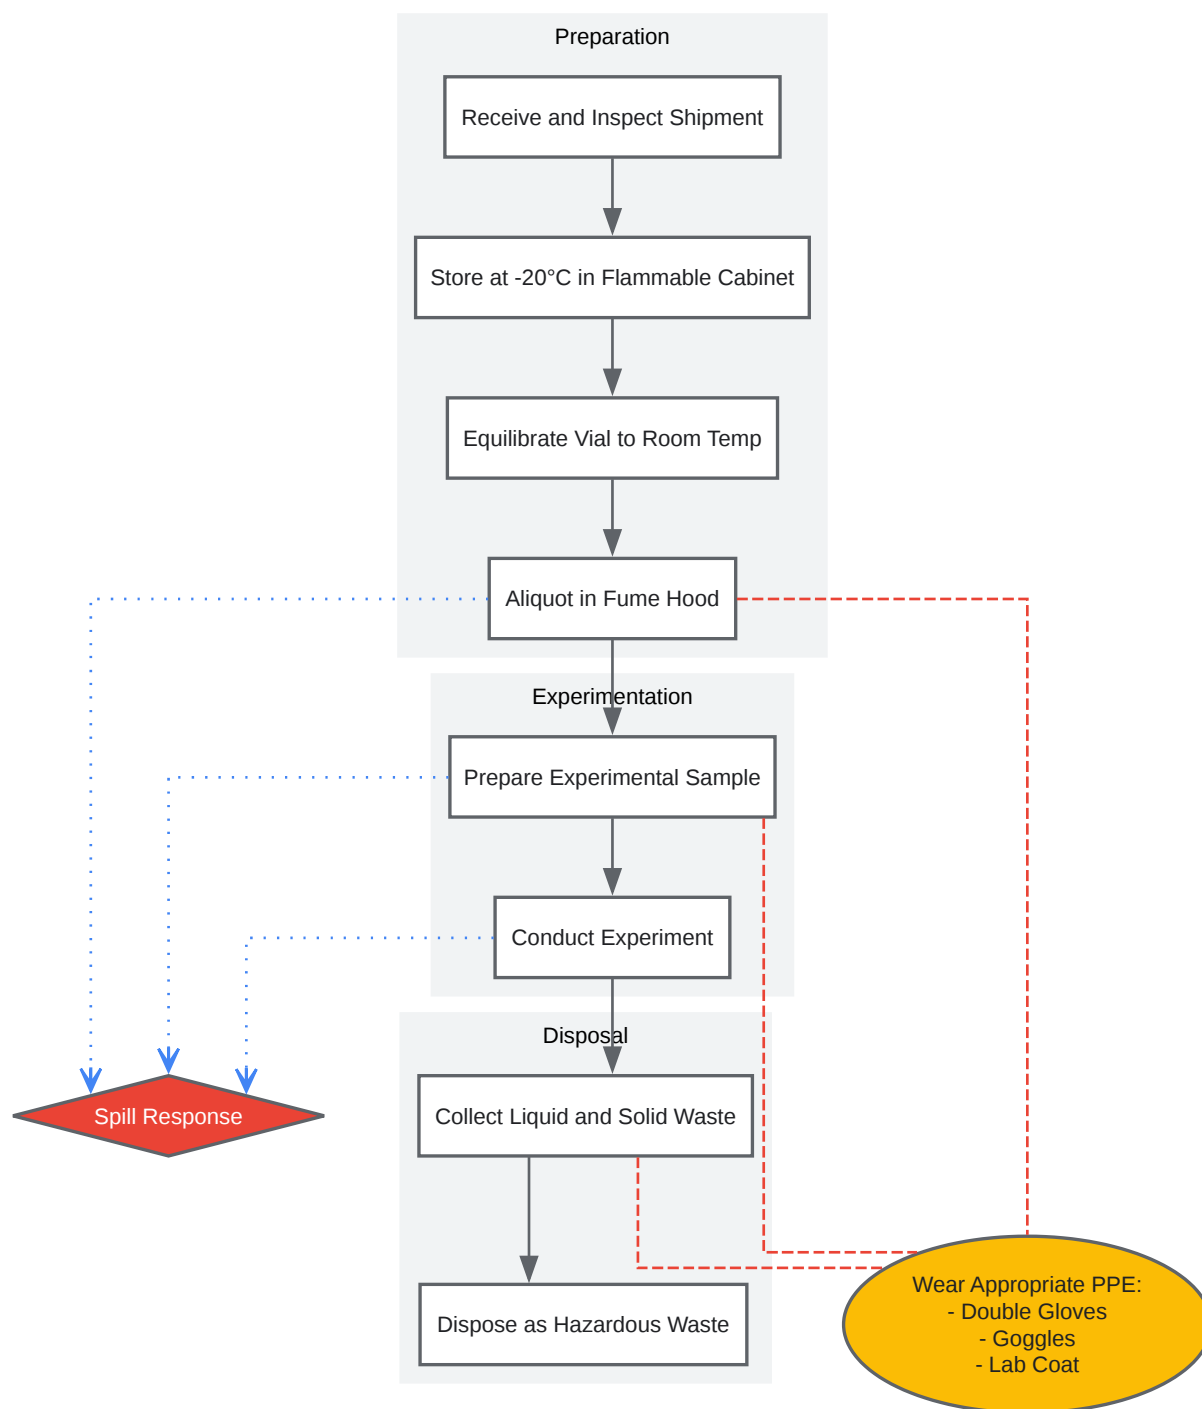 Preparation
Receive and Inspect Shipment
Store at -20°C in Flammable Cabinet
Equilibrate Vial to Room Temp
Aliquot in Fume Hood
Experimentation
Prepare Experimental Sample
Conduct Experiment
Disposal
Spill Response
Collect Liquid and Solid Waste
Dispose as Hazardous Waste
Wear Appropriate PPE:
- Double Gloves
- Goggles
- Lab Coat